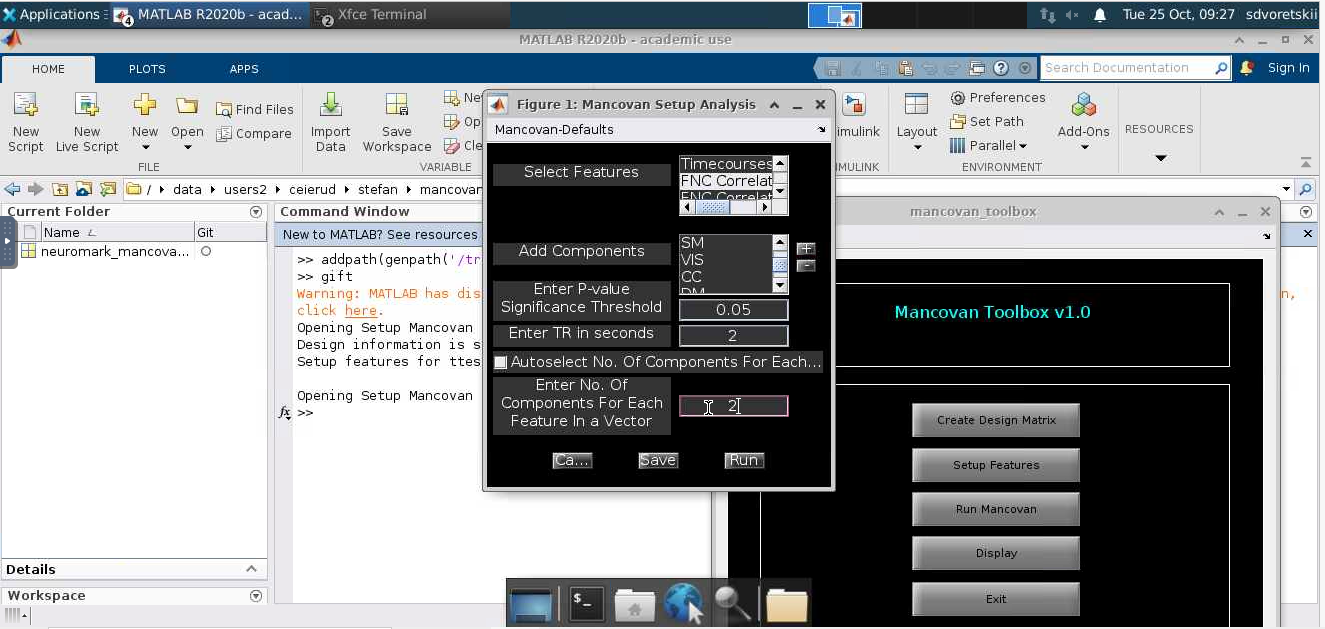 Applications
MATLAB R2020b - acad...
Xfce Terminal
Tue 25 Oct, 09:27 sdvoretskii
MATLAB R2020b - academic use
HOME
PLOTS
APPS
Search Documentation
Sign In
New
Script
New
Live Script
New
Open
Find Files
Compare
Import
Data
Save
Workspace
FILE
VARIABLE
Layout
Preferences
Set Path
Parallel
Add-Ons
ENVIRONMENT
RESOURCES
/ data users2 ceierud stefan mancovan
Current Folder
Name
Git
neuromark_mancova...
Details
Workspace
Command Window
New to MATLAB? See resources
>> addpath(genpath('/tr
>> gift
Warning: MATLAB has dis
click here.
Opening Setup Mancovan
Design information is s
Setup features for ttes
Opening Setup Mancovan
fx >>
Figure 1: Mancovan Setup Analysis
Mancovan-Defaults
Select Features
Timecourses
FNC Correlat
FNC Correlat
Add Components
SM
VIS
CC
DM
+
-
Enter P-value
Significance Threshold
0.05
Enter TR in seconds
2
Autoselect No. Of Components For Each...
Enter No. Of
Components For Each
Feature In a Vector
2
Ca...
Save
Run
mancovan_toolbox
Mancovan Toolbox v1.0
Create Design Matrix
Setup Features
Run Mancovan
Display
Exit